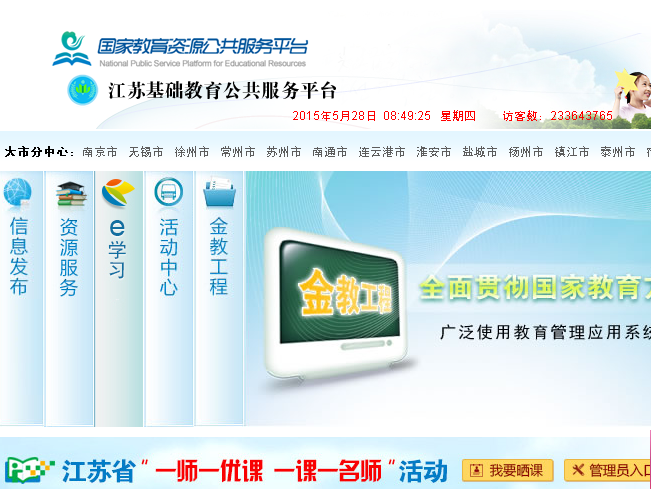 国家教育资源公共服务平台
National Public Service Platform for Educational Resources
江苏基础教育公共服务平台
2015年5月28日 08:49:25 星期四 访客数: 233643765
大市分中心: 南京市 无锡市 徐州市 常州市 苏州市 南通市 连云港市 淮安市 盐城市 扬州市 镇江市 泰州市
信息发布
资源服务
e学习
活动中心
金教工程
金教工程
全面贯彻国家教育方
广泛使用教育管理应用系统
江苏省“一师一优课 一课一名师”活动
我要晒课
管理员入口